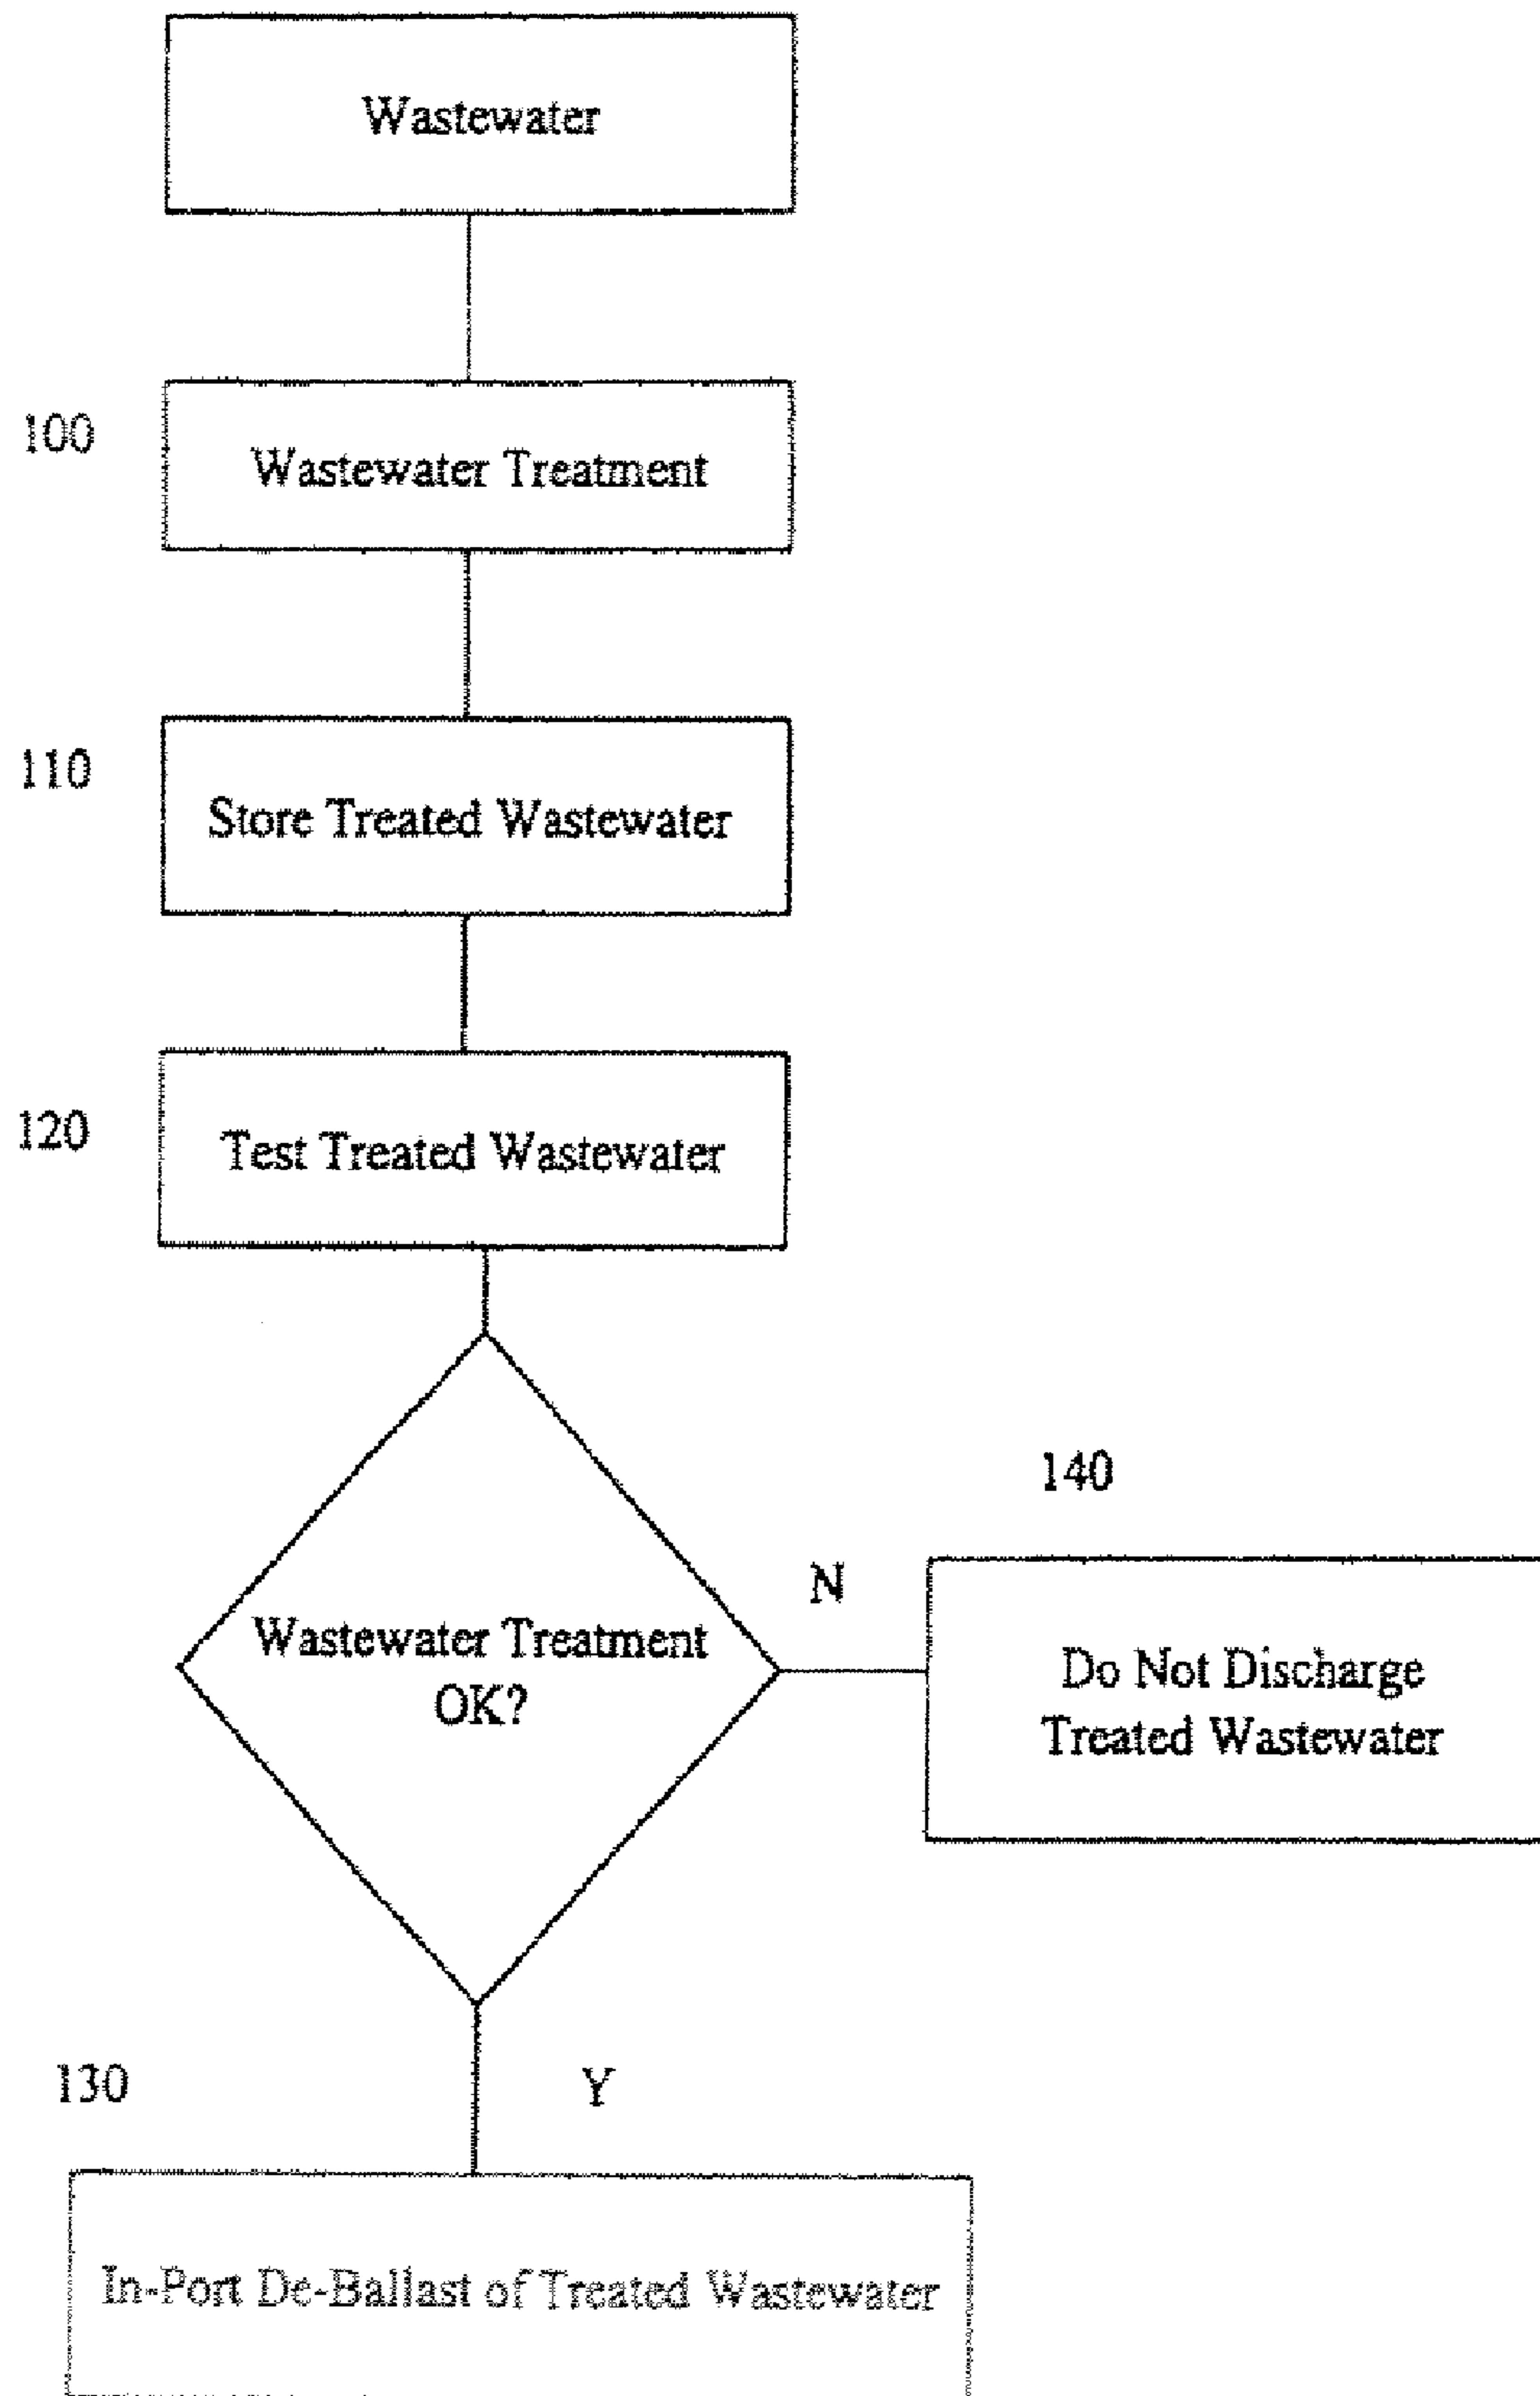 Wastewater
100
Wastewater Treatment
110
Store Treated Wastewater
120
Test Treated Wastewater
Wastewater Treatment
OK?
N
140
Do Not Discharge
Treated Wastewater
130
Y
In-Port De-Ballast of Treated Wastewater